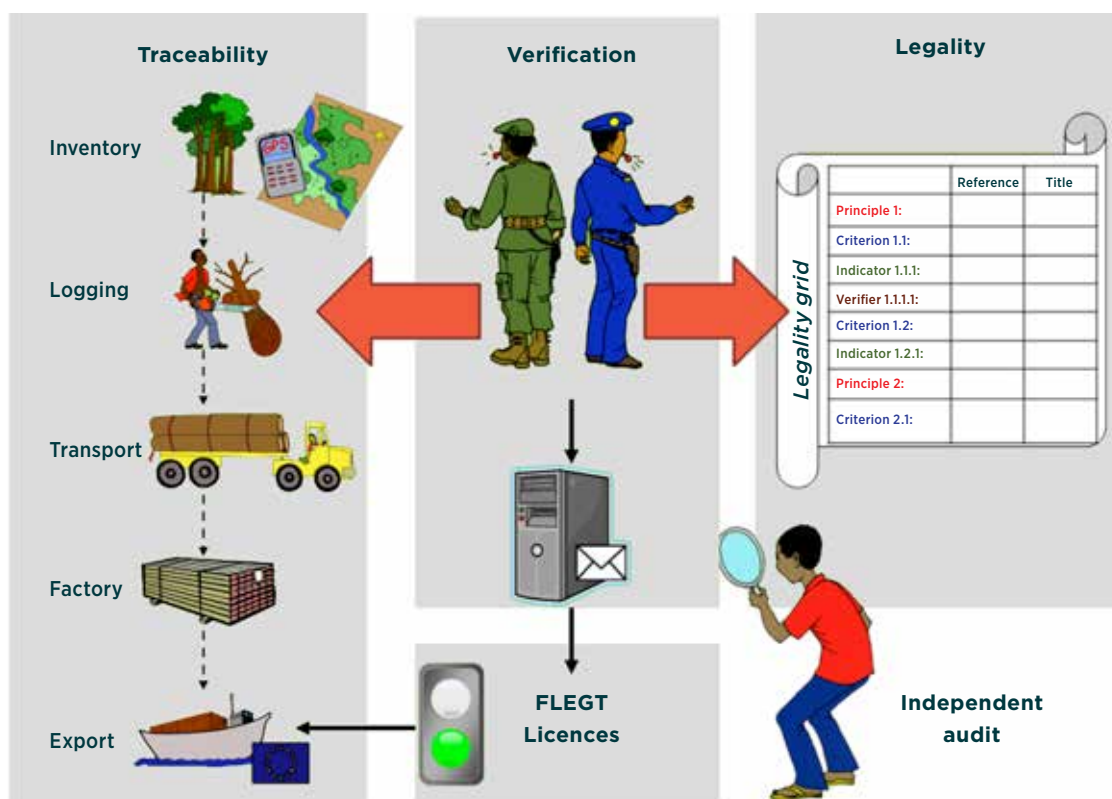 Traceability
Inventory
GPS
Logging
Transport
Factory
Export
Verification
FLEGT
Licences
Legality
Legality grid
Reference Title
Principle 1:
Criterion 1.1:
Indicator 1.1.1:
Verifier 1.1.1.1:
Criterion 1.2:
Indicator 1.2.1:
Principle 2:
Criterion 2.1:
Independent
audit